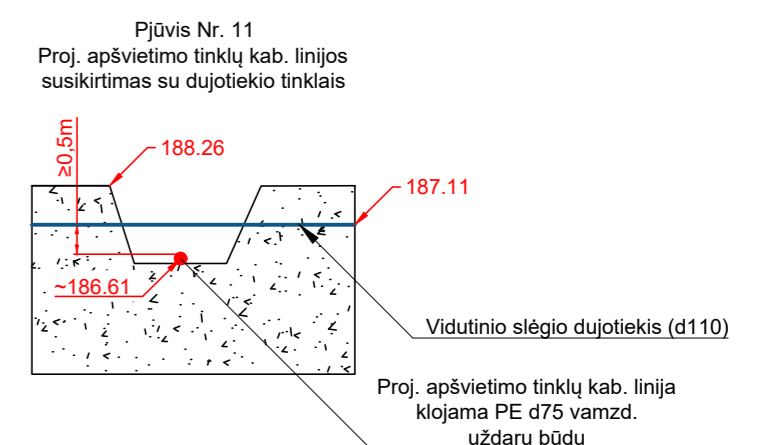 Pjūvis Nr. 11
Proj. apšvietimo tinklų kab. linijos
susikirtimas su dujotiekio tinklais
≥0,5m
188.26
187.11
~186.61
Vidutinio slėgio dujotiekis (d110)
Proj. apšvietimo tinklų kab. linija
klojama PE d75 vamzd.
uždaru būdu